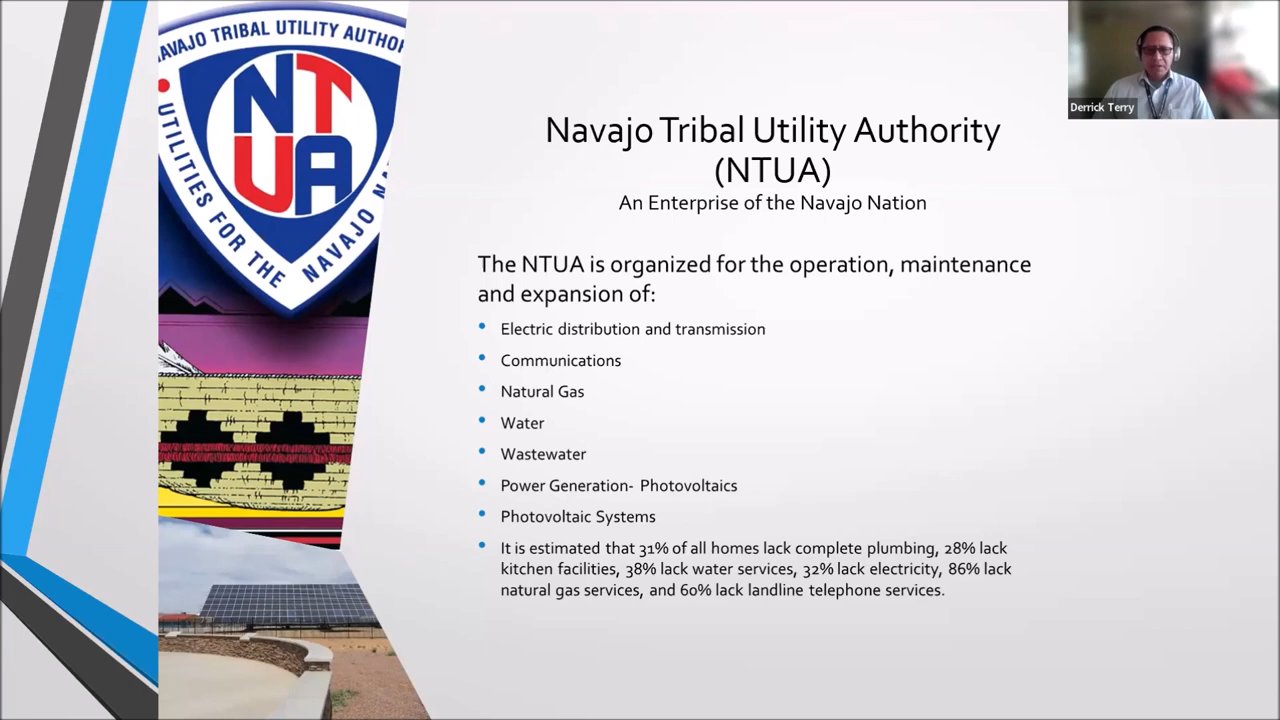 NAVAJO TRIBAL UTILITY AUTHOR
NTUA
UTILITIES FOR THE NAVAJO NA
Derrick Terry
Navajo Tribal Utility Authority
(NTUA)
An Enterprise of the Navajo Nation
The NTUA is organized for the operation, maintenance
and expansion of:
• Electric distribution and transmission
• Communications
• Natural Gas
• Water
• Wastewater
• Power Generation- Photovoltaics
• Photovoltaic Systems
• It is estimated that 31% of all homes lack complete plumbing, 28% lack
kitchen facilities, 38% lack water services, 32% lack electricity, 86% lack
natural gas services, and 60% lack landline telephone services.